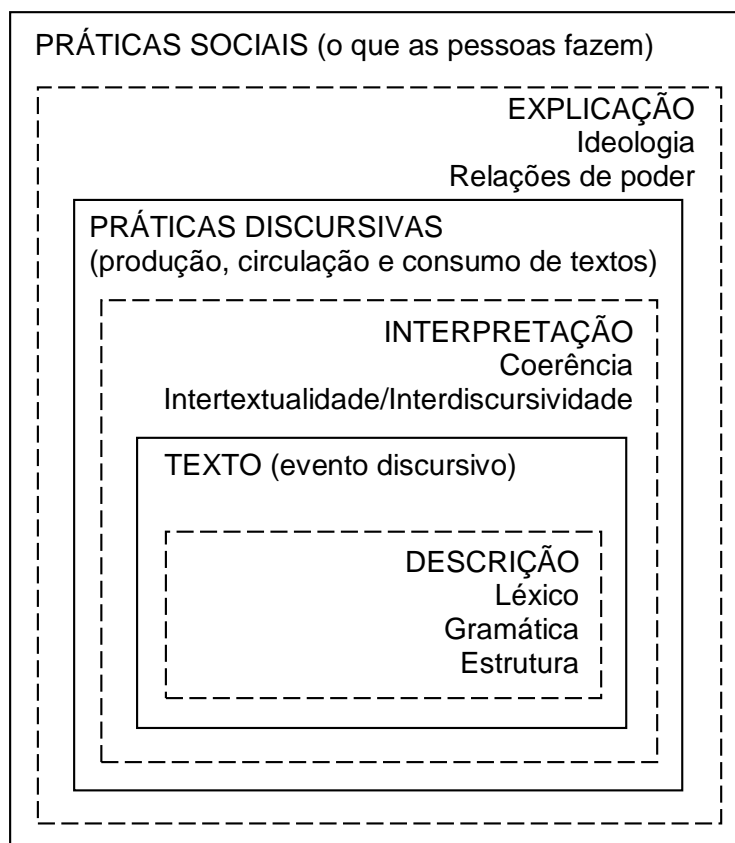 PRÁTICAS SOCIAIS (o que as pessoas fazem)
EXPLICAÇÃO
Ideologia
Relações de poder
PRÁTICAS DISCURSIVAS
(produção, circulação e consumo de textos)
INTERPRETAÇÃO
Coerência
Intertextualidade/Interdiscursividade
TEXTO (evento discursivo)
DESCRIÇÃO
Léxico
Gramática
Estrutura